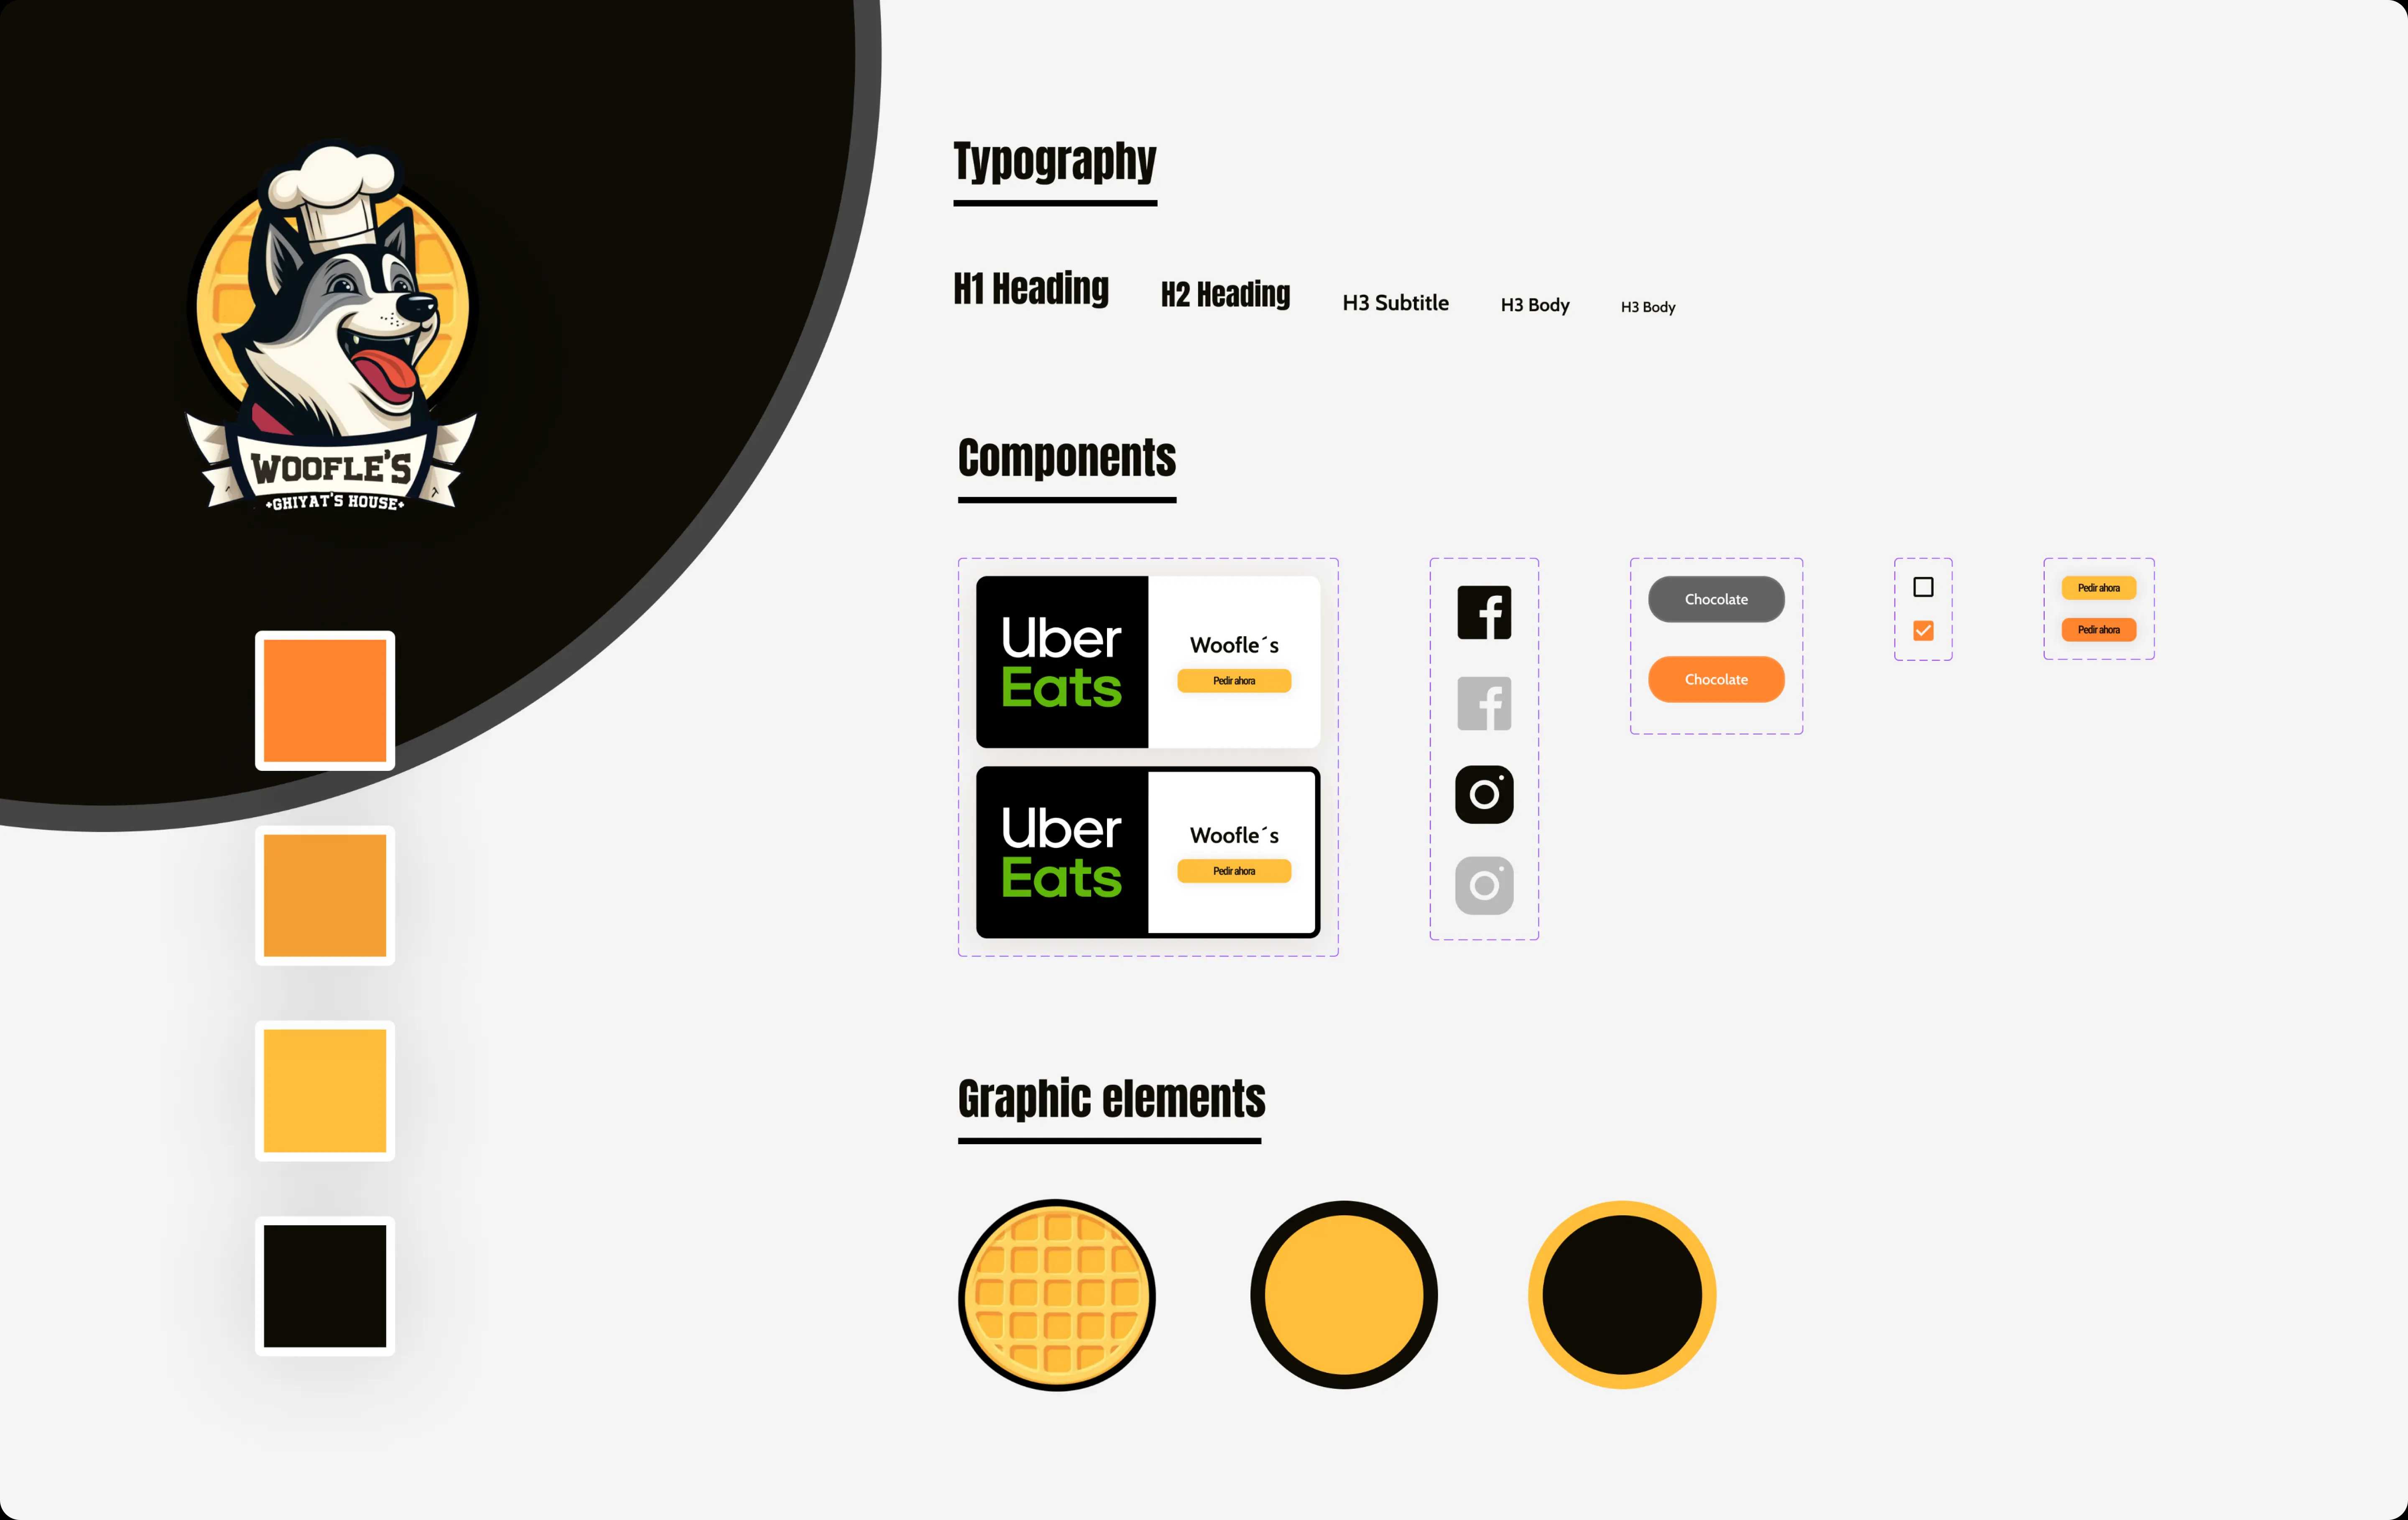 WOOFLE'S
•GHIYAT'S HOUSE•
Typography
H1 Heading
H2 Heading
H3 Subtitle
H3 Body
H3 Body
Components
Uber
Eats
Woofle´s
Pedir ahora
Uber
Eats
Woofle´s
Pedir ahora
Chocolate
Chocolate
Pedir ahora
Pedir ahora
Graphic elements